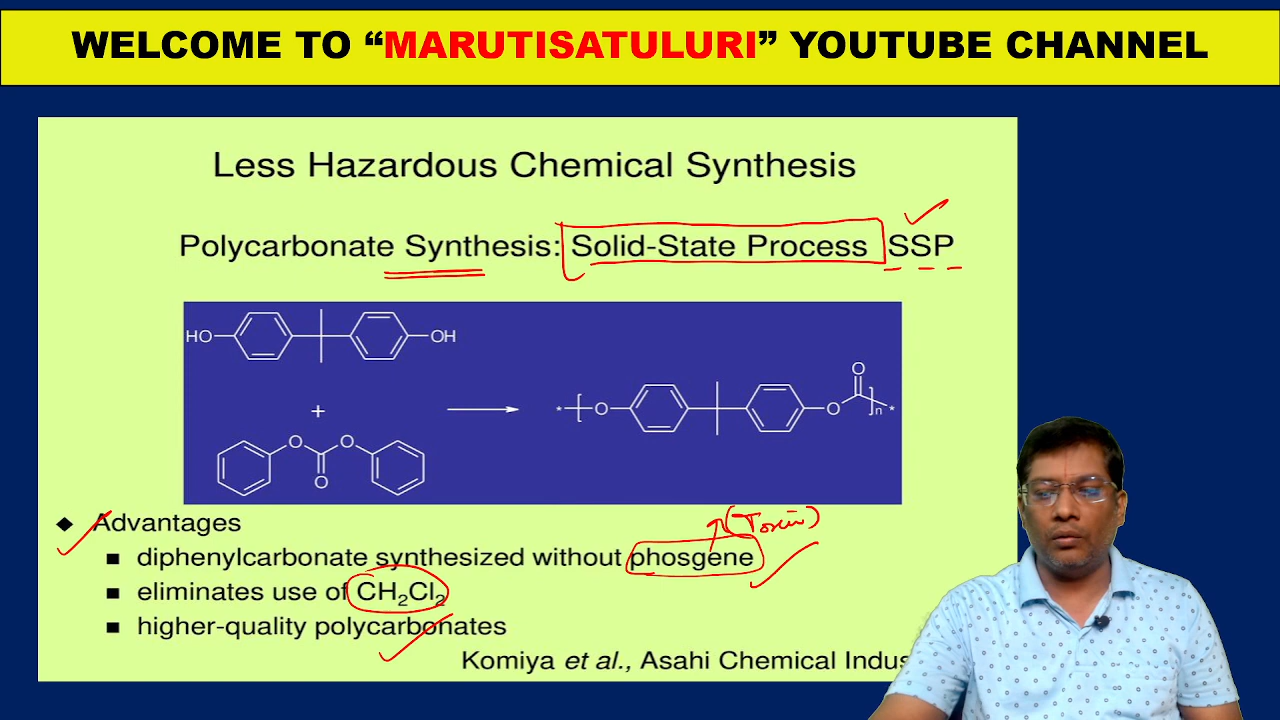 WELCOME TO “MARUTISATULURI” YOUTUBE CHANNEL
Less Hazardous Chemical Synthesis
Polycarbonate Synthesis: Solid-State Process SSP
HO
OH
+
O
O
O
*
O
O
O
n
*
Advantages
(Toxin)
diphenylcarbonate synthesized without phosgene
eliminates use of CH2Cl2
higher-quality polycarbonates
Komiya et al., Asahi Chemical Indus